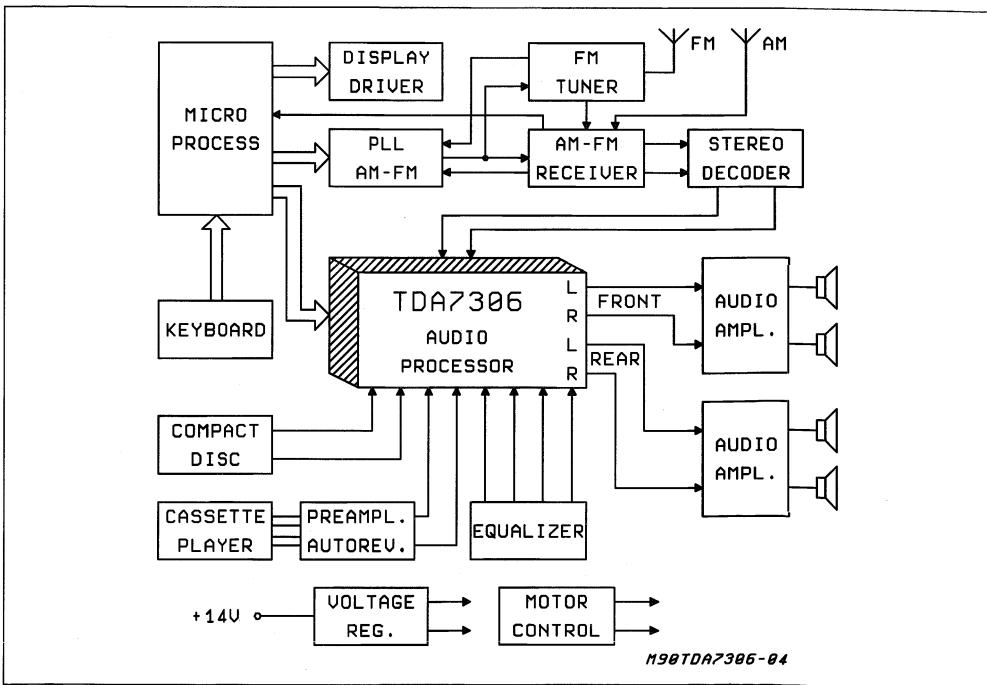 DISPLAY
DRIVER
FM
TUNER
FM
AM
MICRO
PROCESS
PLL
AM-FM
AM-FM
RECEIVER
STEREO
DECODER
KEYBOARD
TDA7306
AUDIO
PROCESSOR
L
R
L
R
FRONT
REAR
AUDIO
AMPL.
COMPACT
DISC
AUDIO
AMPL.
CASSETTE
PLAYER
PREAMPL.
AUTOREV.
EQUALIZER
+14V
VOLTAGE
REG.
MOTOR
CONTROL
M90TDA7306-04